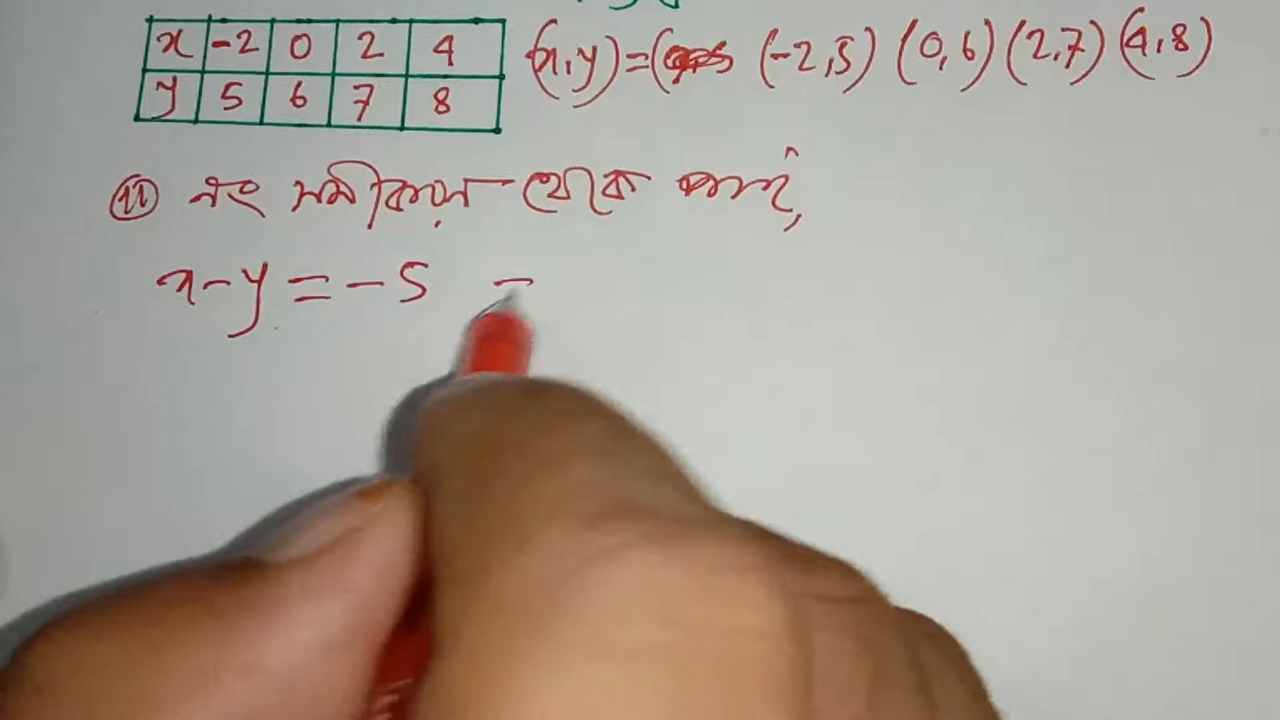 x -2 0 2 4 (x,y)=( (-2,5) (0,6) (2,7) (4,8)
y 5 6 7 8
(ii) নং সমীকরণ থেকে পাই,
x-y=-5 -